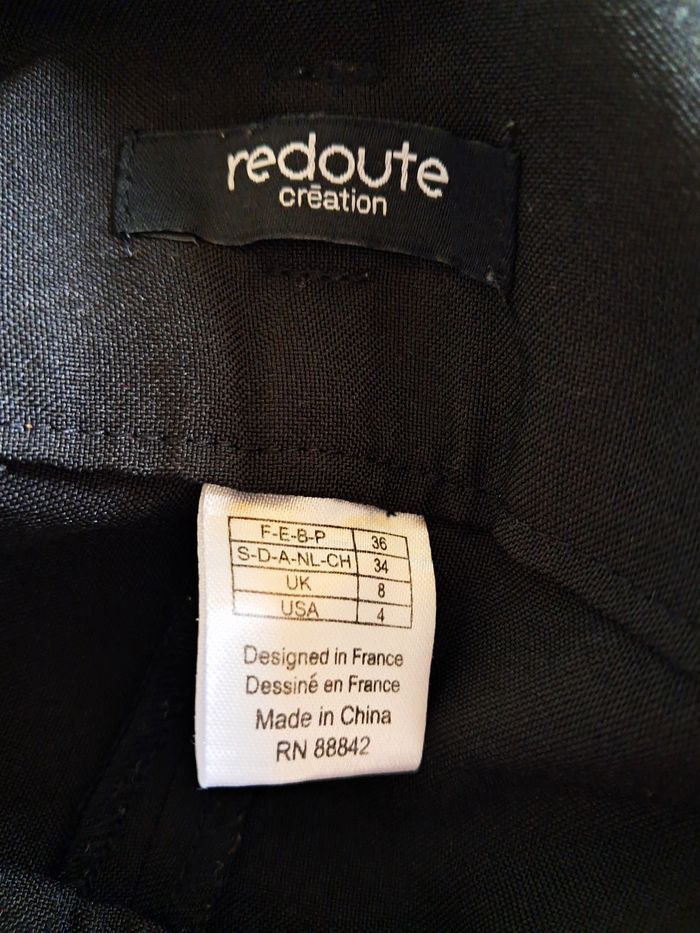 redoute
création
F-E-B-P 36
S-D-A-NL-CH 34
UK 8
USA 4
Designed in France
Dessiné en France
Made in China
RN 88842